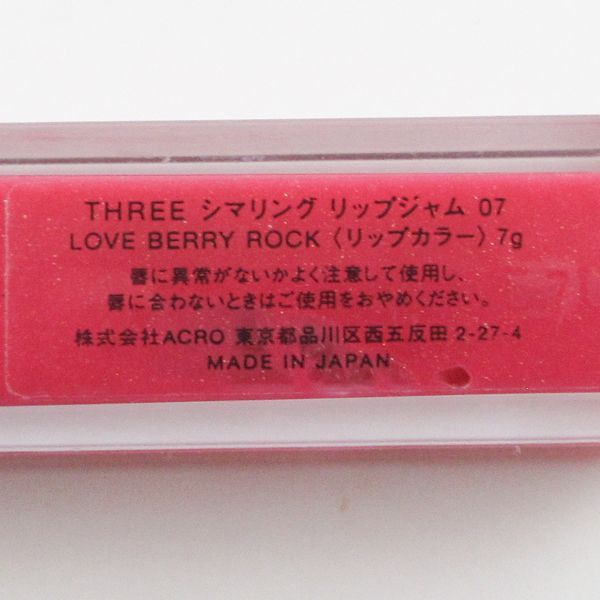 THREE シマリング リップジャム 07
LOVE BERRY ROCK〈リップカラー〉7g
唇に異常がないかよく注意して使用し、
唇に合わないときはご使用をおやめください。
株式会社ACRO 東京都品川区西五反田 2-27-4
MADE IN JAPAN